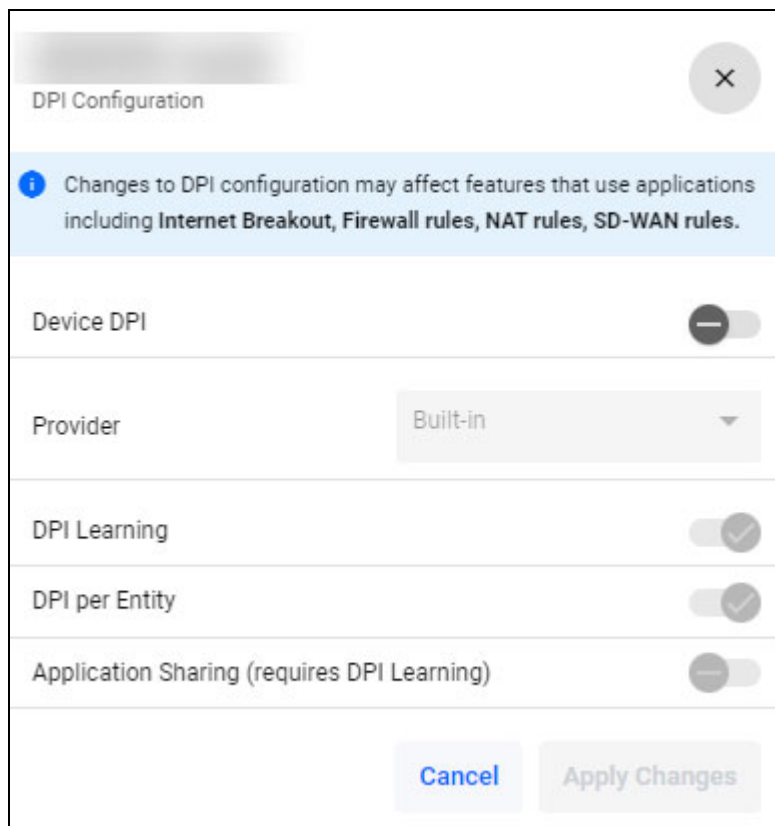 DPI Configuration
Changes to DPI configuration may affect features that use applications
including Internet Breakout, Firewall rules, NAT rules, SD-WAN rules.
Device DPI
Provider
Built-in
DPI Learning
DPI per Entity
Application Sharing (requires DPI Learning)
Cancel
Apply Changes